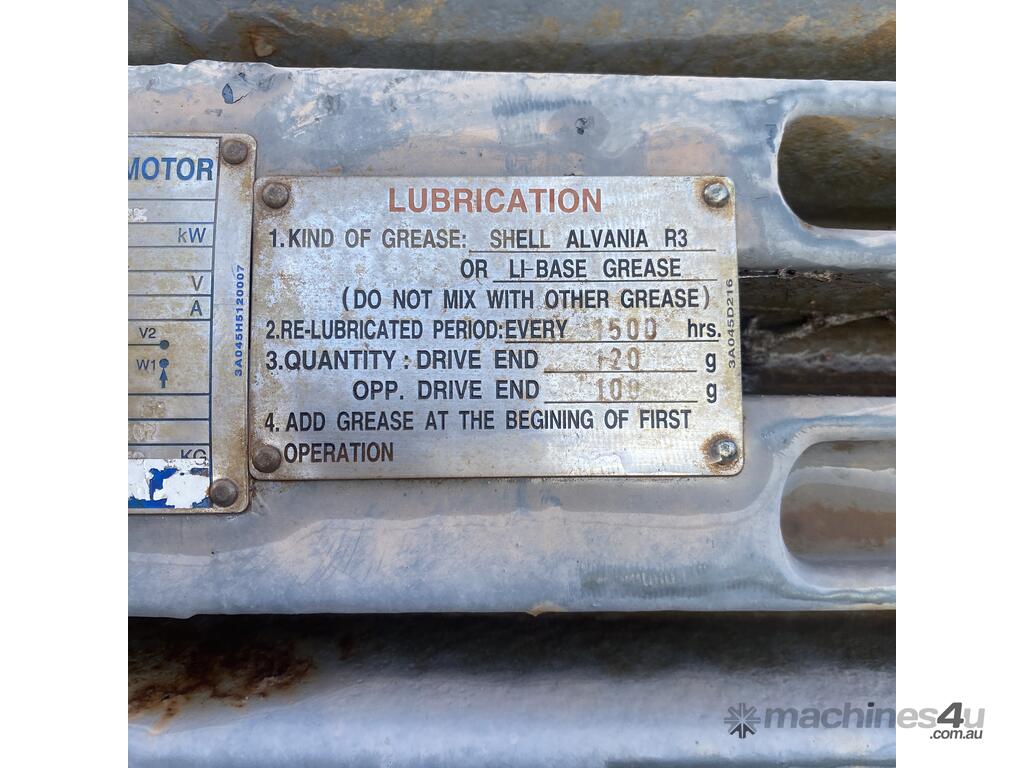 MOTOR
kW
V
A
V2
W1
KG
3A045H5120007
LUBRICATION
1.KIND OF GREASE: SHELL ALVANIA R3
OR LI-BASE GREASE
(DO NOT MIX WITH OTHER GREASE)
2.RE-LUBRICATED PERIOD:EVERY 1500 hrs.
3.QUANTITY : DRIVE END 120 g
OPP. DRIVE END 100 g
4. ADD GREASE AT THE BEGINING OF FIRST
OPERATION
3A045D216
machines4u
.com.au